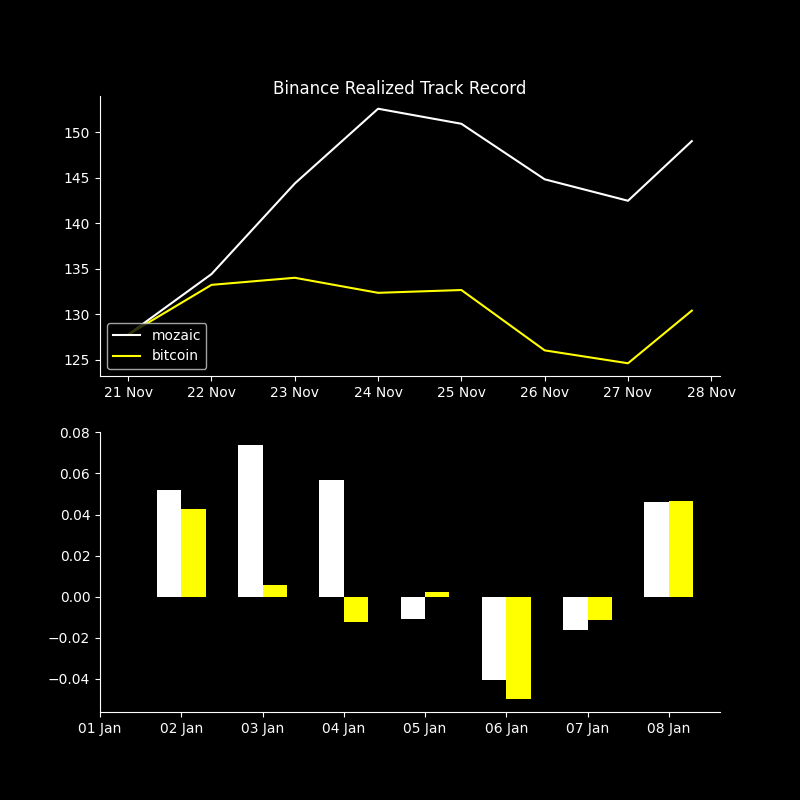 Binance Realized Track Record
150
145
140
135
130
125
mozaic
bitcoin
21 Nov 22 Nov 23 Nov 24 Nov 25 Nov 26 Nov 27 Nov 28 Nov
0.08
0.06
0.04
0.02
0.00
−0.02
−0.04
01 Jan 02 Jan 03 Jan 04 Jan 05 Jan 06 Jan 07 Jan 08 Jan